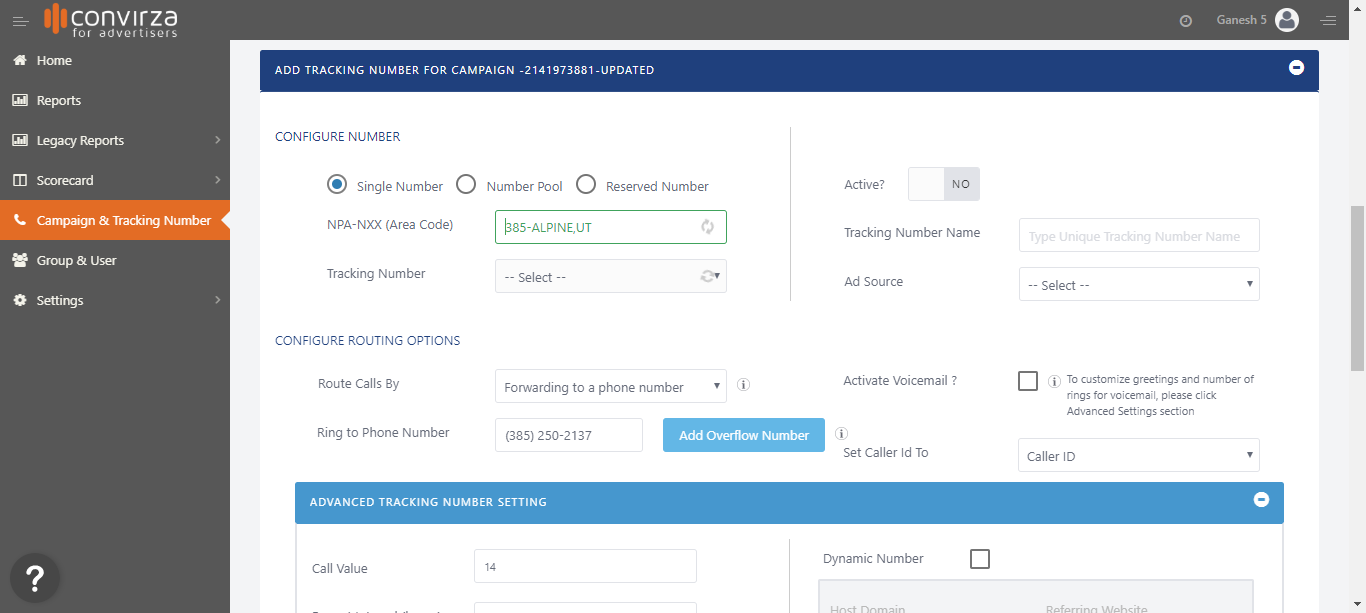 convirza
for advertisers
Ganesh 5
Home
Reports
Legacy Reports
Scorecard
Campaign & Tracking Number
Group & User
Settings
?
ADD TRACKING NUMBER FOR CAMPAIGN -2141973881-UPDATED
CONFIGURE NUMBER
Single Number
Number Pool
Reserved Number
NPA-NXX (Area Code)
385-ALPINE,UT
Tracking Number
-- Select --
Active?
NO
Tracking Number Name
Type Unique Tracking Number Name
Ad Source
-- Select --
CONFIGURE ROUTING OPTIONS
Route Calls By
Forwarding to a phone number
Ring to Phone Number
(385) 250-2137
Add Overflow Number
Activate Voicemail ?
To customize greetings and number of
rings for voicemail, please click
Advanced Settings section
Set Caller Id To
Caller ID
ADVANCED TRACKING NUMBER SETTING
Call Value
14
Dynamic Number
Host Domain
Referring Website